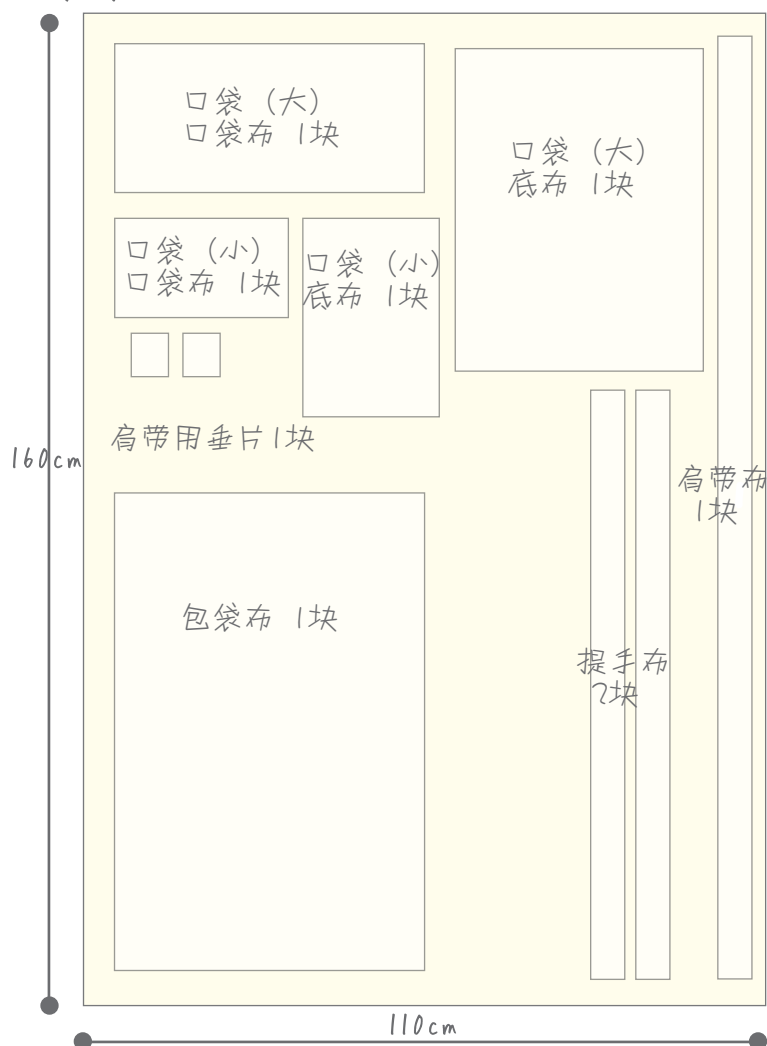 口袋（大）
口袋布 1块
口袋（大）
底布 1块
口袋（小）
口袋布 1块
口袋（小）
底布 1块
肩带用垂片1块
160cm
肩带布
1块
包袋布 1块
提手布
2块
110cm